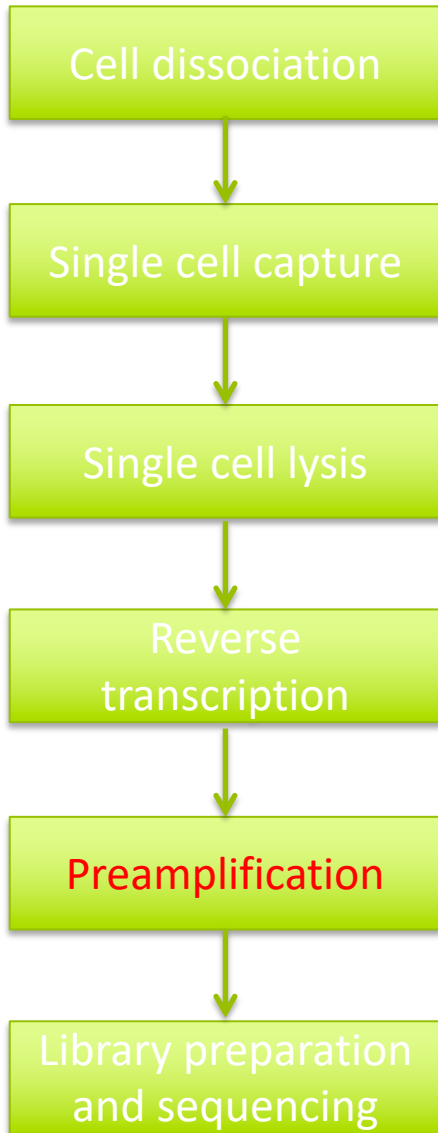 Cell dissociation
Single cell capture
Single cell lysis
Reverse
transcription
Preamplification
Library preparation
and sequencing